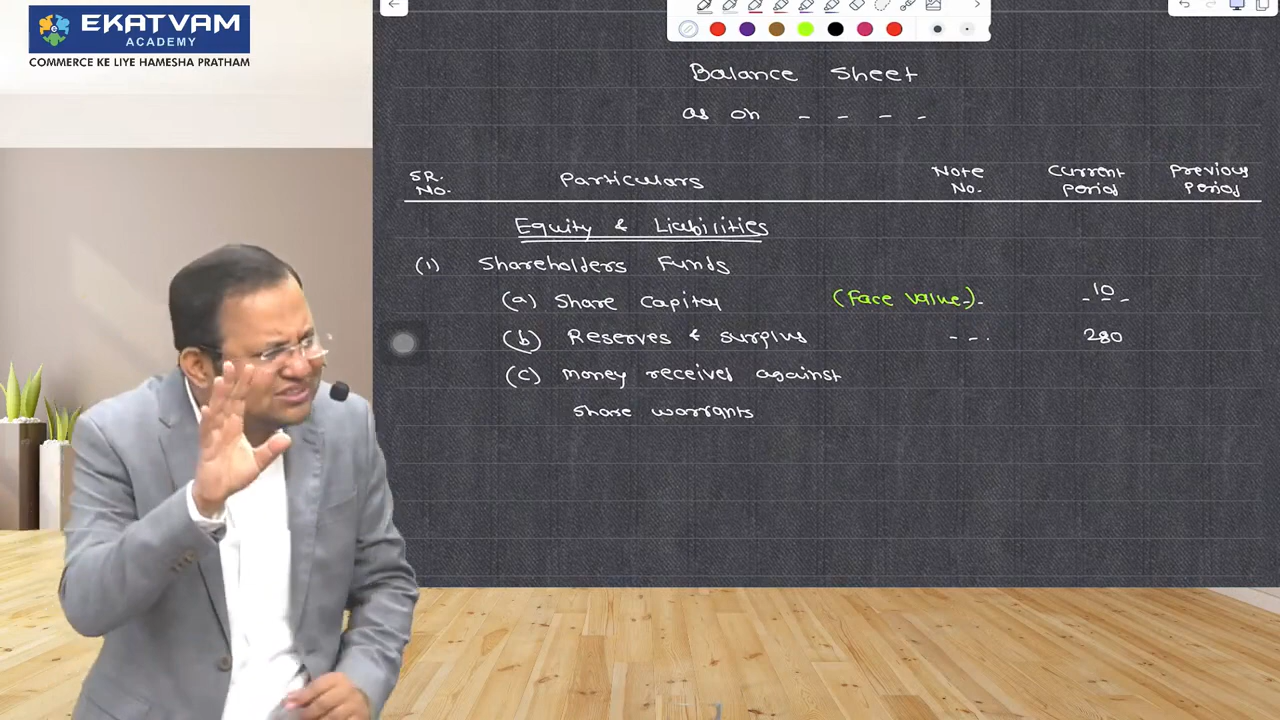 EKATVAM
ACADEMY
COMMERCE KE LIYE HAMESHA PRATHAM
Balance Sheet
as on - - - -
SR. No. Particulars Note No. Current Period Previous Period
Equity & Liabilities
(1) Shareholders Funds
(a) Share Capital (Face Value) - 10
(b) Reserves & Surplus - - . 280
(c) Money received against
share warrants